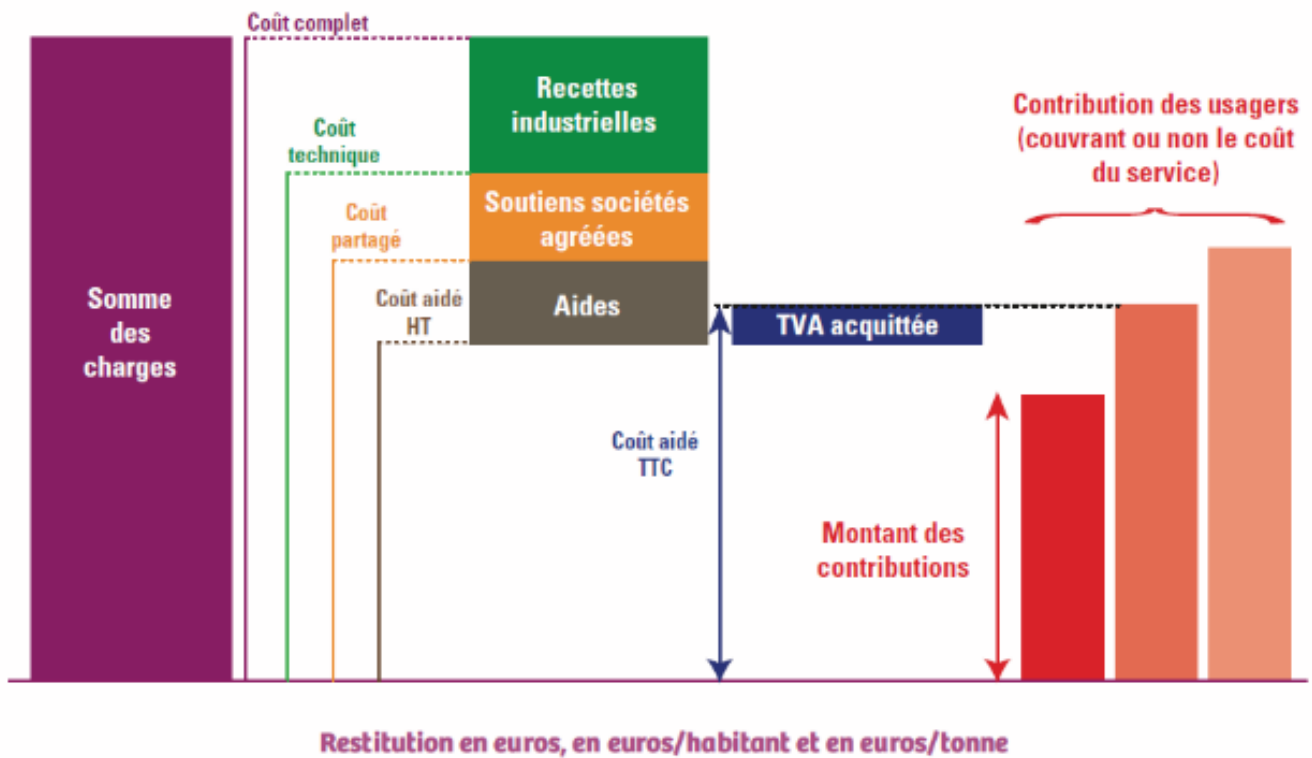 Coût complet
Recettes
industrielles
Contribution des usagers
(couvrant ou non le coût
du service)
Coût
technique
Soutiens sociétés
agréées
Coût
partagé
Somme
des
charges
Coût aidé
HT
Aides
TVA acquittée
Coût aidé
TTC
Montant des
contributions
Restitution en euros, en euros/habitant et en euros/tonne